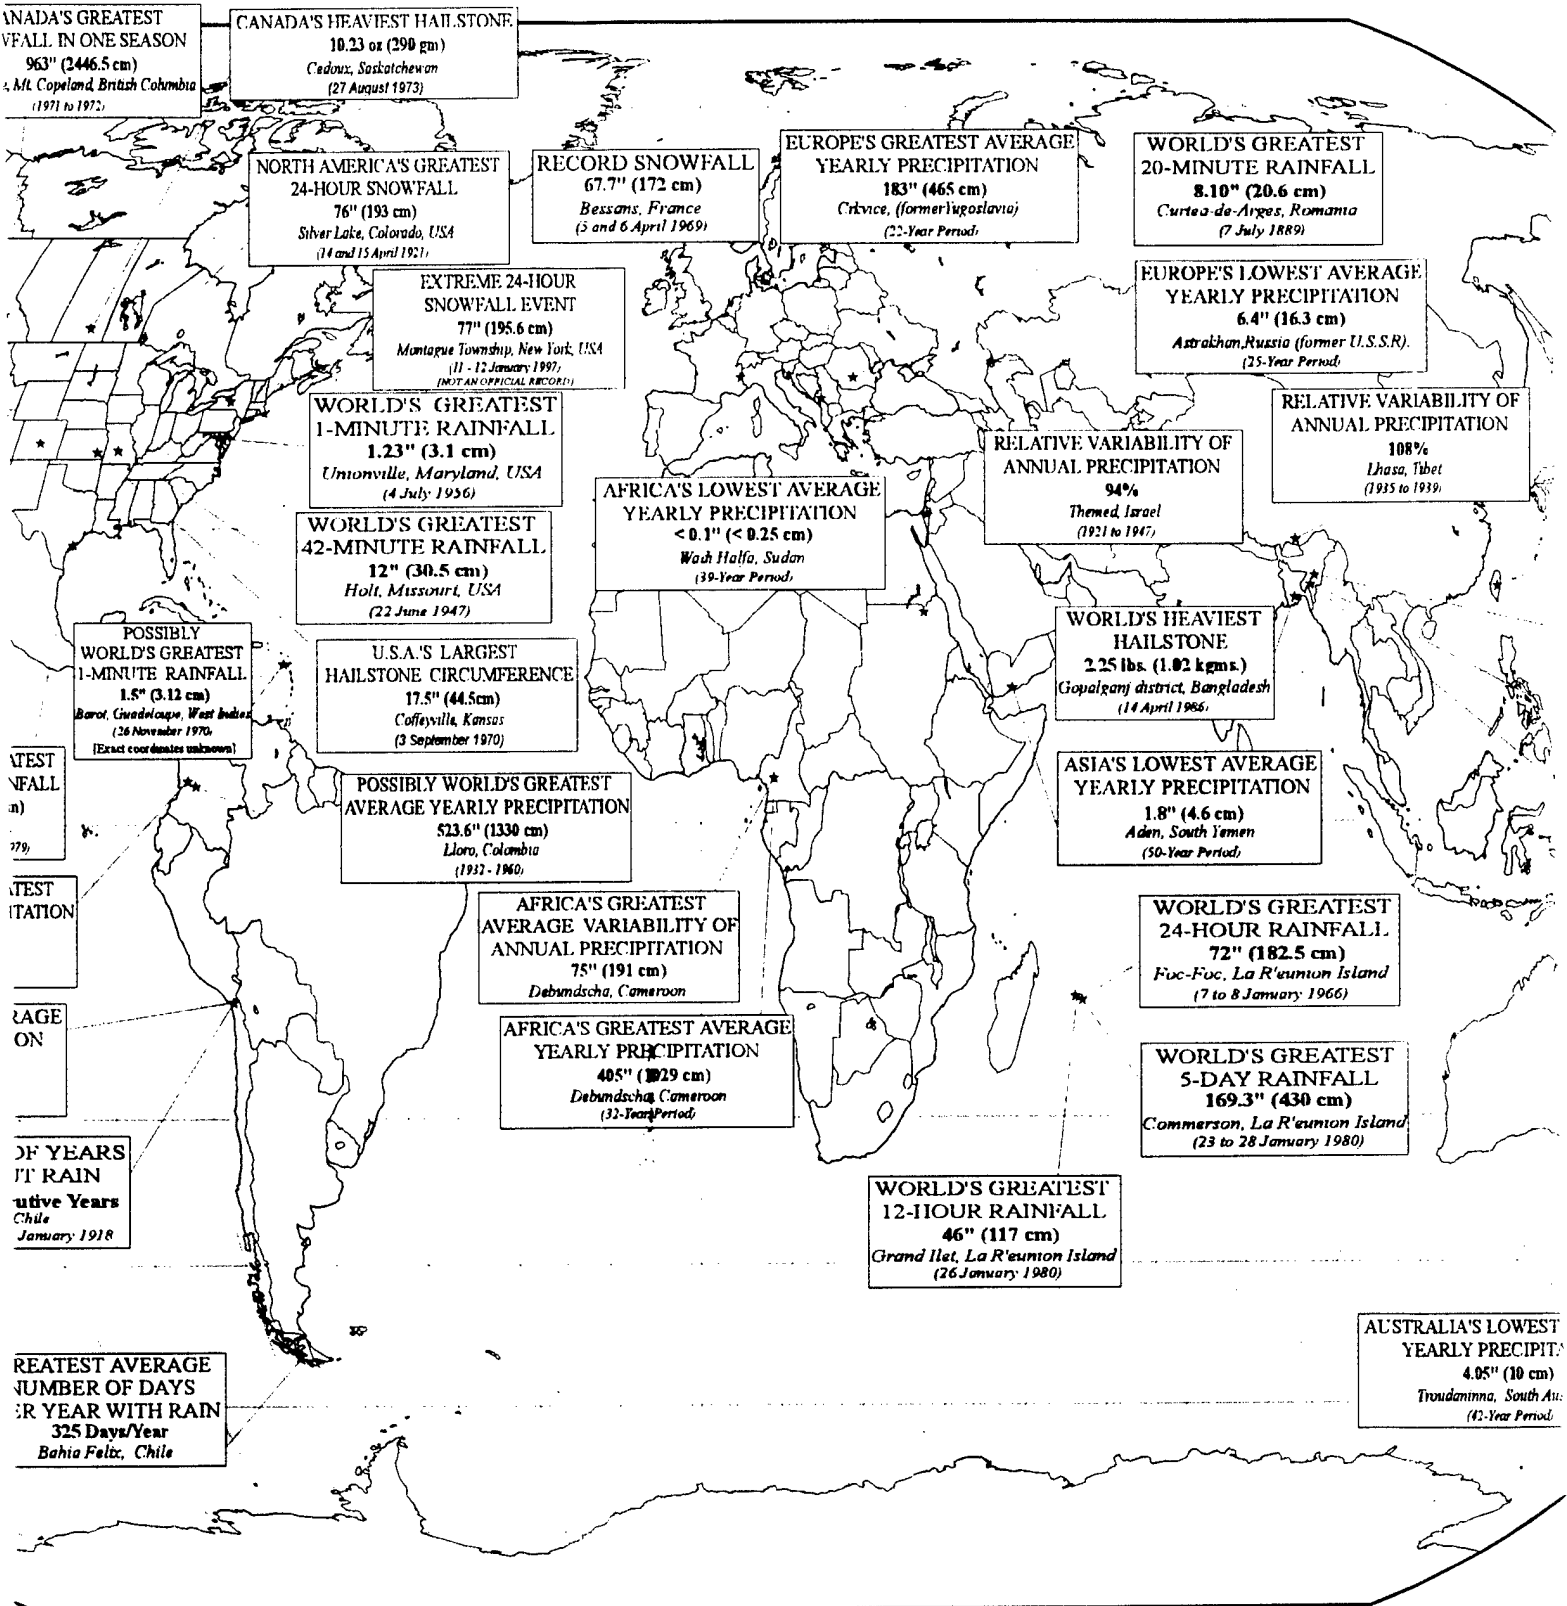 ANADA'S GREATEST
WFALL IN ONE SEASON
963" (2446.5 cm)
Mt. Copeland, British Columbia
(1971 to 1972)
CANADA'S HEAVIEST HAILSTONE
10.23 oz (290 gm)
Cedoux, Saskatchewan
(27 August 1973)
NORTH AMERICA'S GREATEST
24-HOUR SNOWFALL
76" (193 cm)
Silver Lake, Colorado, USA
(14 and 15 April 1921)
RECORD SNOWFALL
67.7" (172 cm)
Bessans, France
(5 and 6 April 1969)
EUROPE'S GREATEST AVERAGE
YEARLY PRECIPITATION
183" (465 cm)
Crkvice, (former Yugoslavia)
(22-Year Period)
WORLD'S GREATEST
20-MINUTE RAINFALL
8.10" (20.6 cm)
Curtea-de-Arges, Romania
(7 July 1889)
EXTREME 24-HOUR
SNOWFALL EVENT
77" (195.6 cm)
Montague Township, New York, USA
(11 - 12 January 1997)
(NOT AN OFFICIAL RECORD)
EUROPE'S LOWEST AVERAGE
YEARLY PRECIPITATION
6.4" (16.3 cm)
Astrakhan, Russia (former U.S.S.R).
(25-Year Period)
WORLD'S GREATEST
1-MINUTE RAINFALL
1.23" (3.1 cm)
Unionville, Maryland, USA
(4 July 1956)
RELATIVE VARIABILITY OF
ANNUAL PRECIPITATION
108%
Lhasa, Tibet
(1935 to 1939)
RELATIVE VARIABILITY OF
ANNUAL PRECIPITATION
94%
Themed, Israel
(1921 to 1947)
AFRICA'S LOWEST AVERAGE
YEARLY PRECIPITATION
< 0.1" (< 0.25 cm)
Wadi Halfa, Sudan
(39-Year Period)
WORLD'S GREATEST
42-MINUTE RAINFALL
12" (30.5 cm)
Holt, Missouri, USA
(22 June 1947)
POSSIBLY
WORLD'S GREATEST
1-MINUTE RAINFALL
1.5" (3.12 cm)
Barot, Guadeloupe, West Indies
(26 November 1970)
[Exact coordinates unknown]
U.S.A.'S LARGEST
HAILSTONE CIRCUMFERENCE
17.5" (44.5cm)
Coffeyville, Kansas
(3 September 1970)
WORLD'S HEAVIEST
HAILSTONE
2.25 lbs. (1.02 kgms.)
Gopalganj district, Bangladesh
(14 April 1986)
ATEST
NFALL
m)
979)
POSSIBLY WORLD'S GREATEST
AVERAGE YEARLY PRECIPITATION
523.6" (1330 cm)
Lloro, Colombia
(1932 - 1960)
ASIA'S LOWEST AVERAGE
YEARLY PRECIPITATION
1.8" (4.6 cm)
Aden, South Yemen
(50-Year Period)
ATEST
ITATION
AFRICA'S GREATEST
AVERAGE VARIABILITY OF
ANNUAL PRECIPITATION
75" (191 cm)
Debundscha, Cameroon
WORLD'S GREATEST
24-HOUR RAINFALL
72" (182.5 cm)
Foc-Foc, La R'eunion Island
(7 to 8 January 1966)
RAGE
ON
AFRICA'S GREATEST AVERAGE
YEARLY PRECIPITATION
405" (1029 cm)
Debundscha, Cameroon
(32-Year Period)
WORLD'S GREATEST
5-DAY RAINFALL
169.3" (430 cm)
Commerson, La R'eunion Island
(23 to 28 January 1980)
OF YEARS
UT RAIN
utive Years
Chile
January 1918
WORLD'S GREATEST
12-HOUR RAINFALL
46" (117 cm)
Grand Ilet, La R'eunion Island
(26 January 1980)
AUSTRALIA'S LOWEST
YEARLY PRECIPITA
4.05" (10 cm)
Troudaninna, South Au
(42-Year Period)
REATEST AVERAGE
NUMBER OF DAYS
ER YEAR WITH RAIN
325 Days/Year
Bahia Felix, Chile